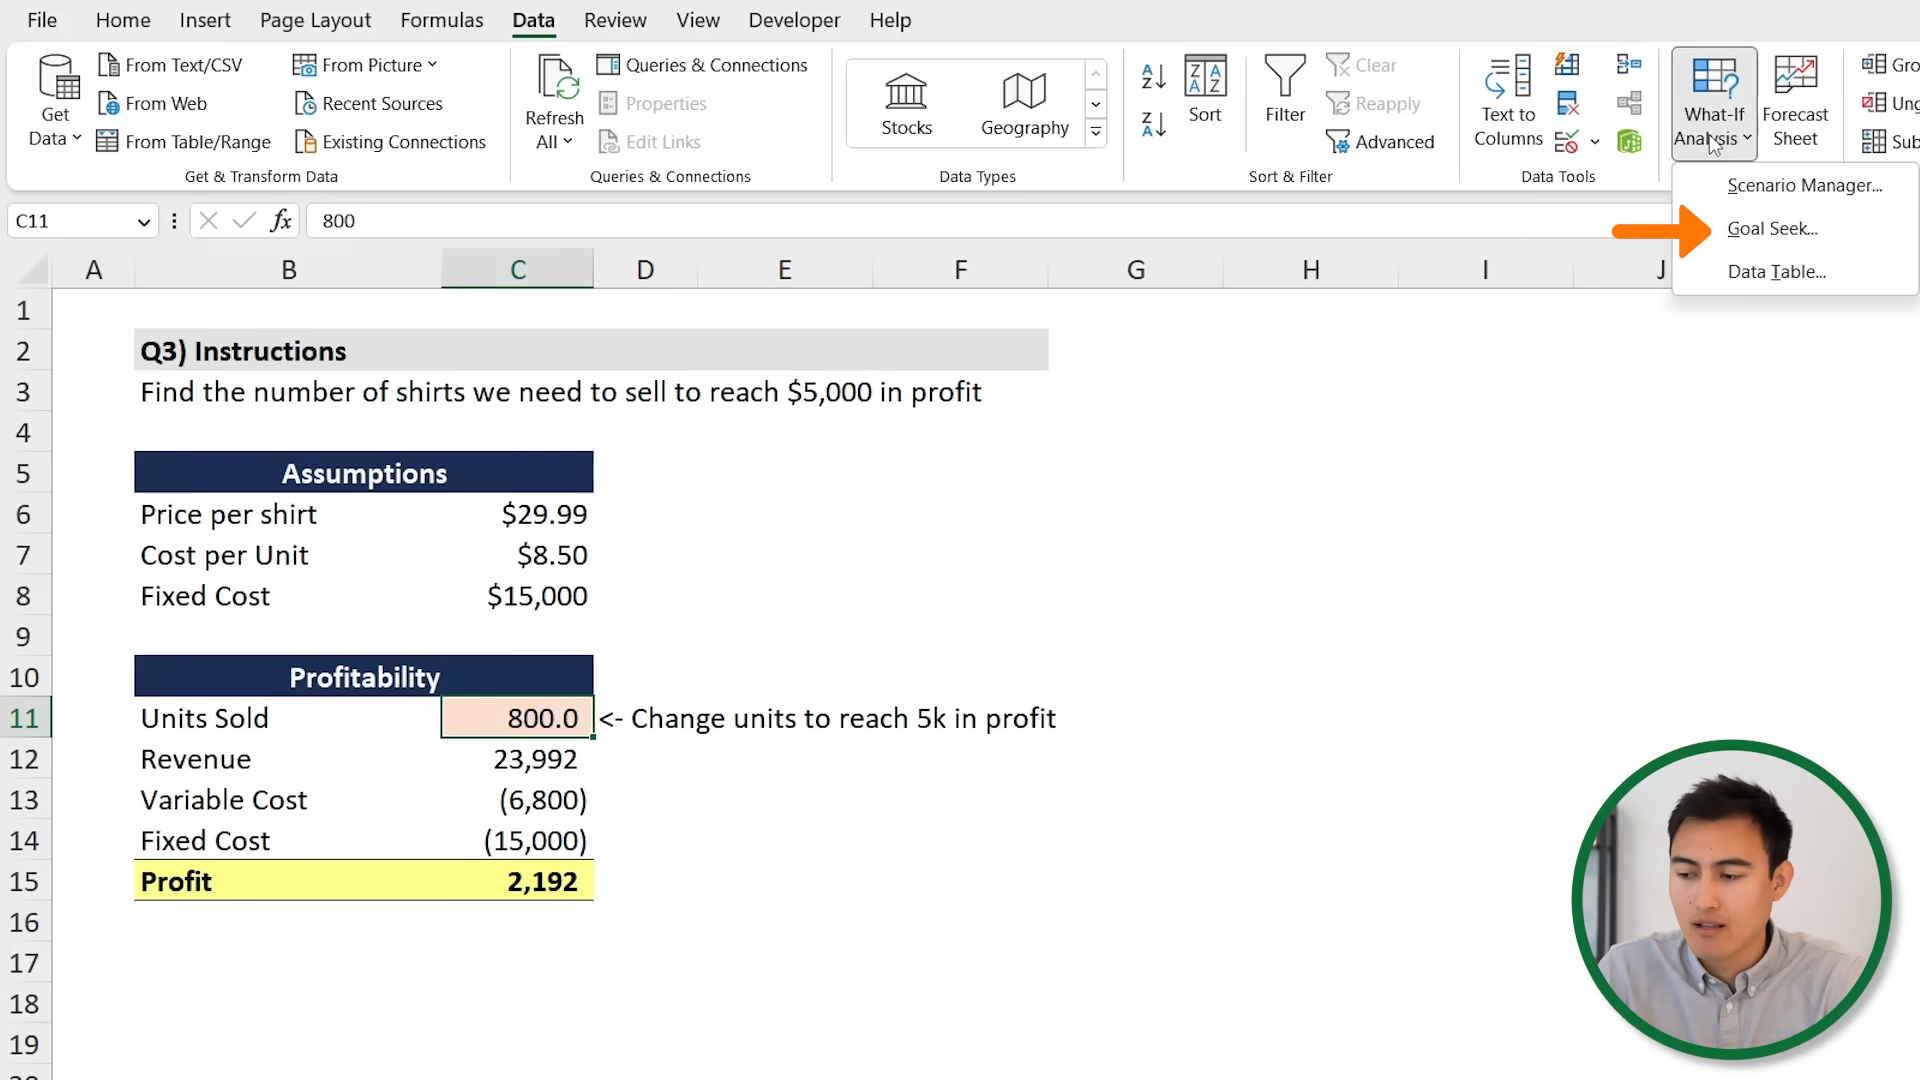 File Home Insert Page Layout Formulas Data Review View Developer Help
Get Data
From Text/CSV
From Web
From Table/Range
From Picture
Recent Sources
Existing Connections
Get & Transform Data
Refresh All
Queries & Connections
Properties
Edit Links
Queries & Connections
Stocks
Geography
Data Types
Sort
Filter
Clear
Reapply
Advanced
Sort & Filter
Text to Columns
Data Tools
What-If Analysis
Forecast Sheet
Scenario Manager...
Goal Seek...
Data Table...
C11 fx 800
A B C D E F G H I J
1
2 Q3) Instructions
3 Find the number of shirts we need to sell to reach $5,000 in profit
4
5 Assumptions
6 Price per shirt $29.99
7 Cost per Unit $8.50
8 Fixed Cost $15,000
9
10 Profitability
11 Units Sold 800.0 <- Change units to reach 5k in profit
12 Revenue 23,992
13 Variable Cost (6,800)
14 Fixed Cost (15,000)
15 Profit 2,192
16
17
18
19